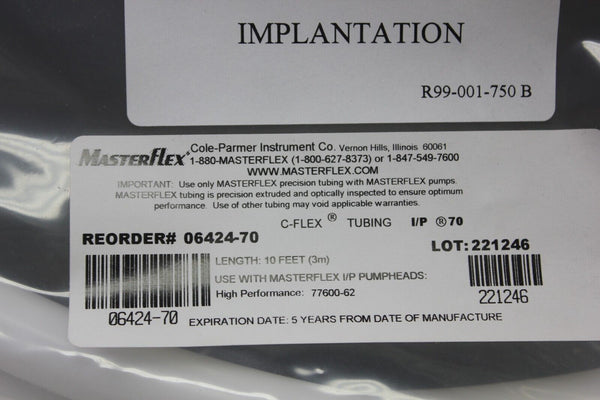 IMPLANTATION
R99-001-750 B
MASTERFLEX® Cole-Parmer Instrument Co. Vernon Hills, Illinois 60061
1-880-MASTERFLEX (1-800-627-8373) or 1-847-549-7600
WWW.MASTERFLEX.COM
IMPORTANT: Use only MASTERFLEX precision tubing with MASTERFLEX pumps.
MASTERFLEX tubing is precision extruded and optically inspected to ensure optimum
performance. Use of other tubing may void applicable warranties.
C-FLEX ® TUBING I/P ®70
REORDER# 06424-70
LOT: 221246
LENGTH: 10 FEET (3m)
USE WITH MASTERFLEX I/P PUMPHEADS:
High Performance: 77600-62
06424-70
221246
EXPIRATION DATE: 5 YEARS FROM DATE OF MANUFACTURE